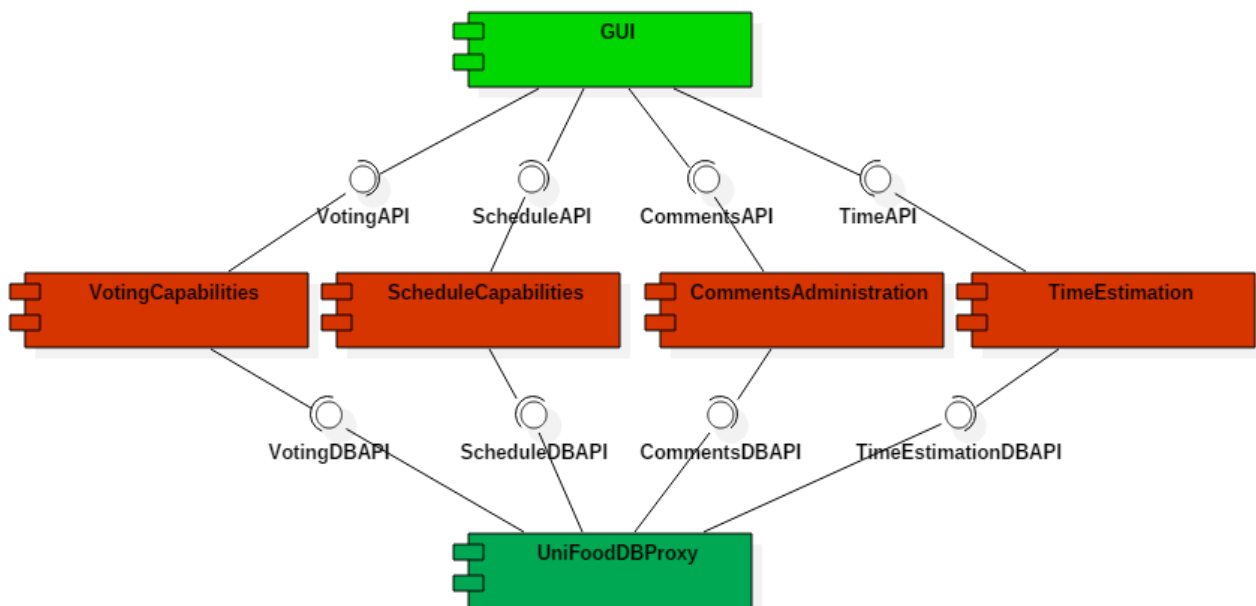 GUI
VotingAPI
ScheduleAPI
CommentsAPI
TimeAPI
VotingCapabilities
ScheduleCapabilities
CommentsAdministration
TimeEstimation
VotingDBAPI
ScheduleDBAPI
CommentsDBAPI
TimeEstimationDBAPI
UniFoodDBProxy